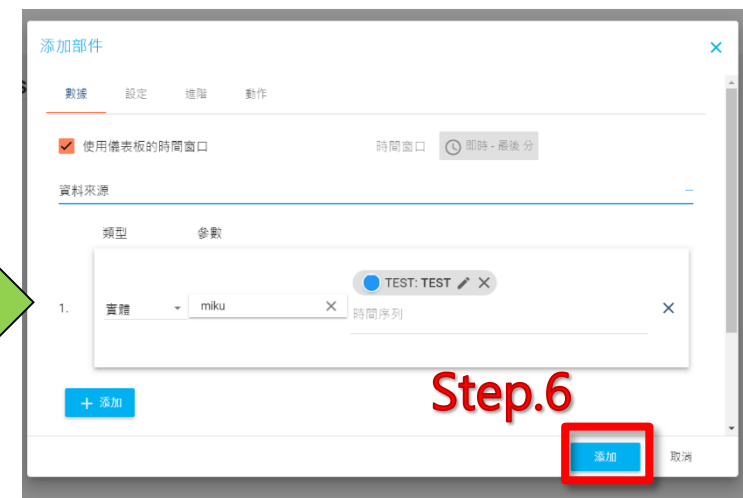 添加部件
數據 設定 進階 動作
使用儀表板的時間窗口 時間窗口 即時 - 最後 分
資料來源
類型 參數
TEST: TEST
1. 實體 miku
時間序列
+ 添加
Step.6
添加 取消